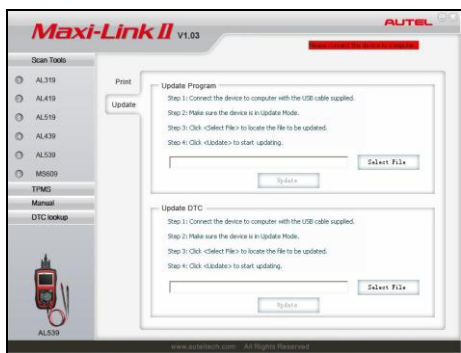 AUTEL
Maxi-Link II V1.03
Please connect the device to computer.
Scan Tools
AL319
AL419
AL519
AL439
AL539
MS609
TPMS
Manual
DTC lookup
AL539
Print
Update
Update Program
Step 1: Connect the device to computer with the USB cable supplied.
Step 2: Make sure the device is in Update Mode.
Step 3: Click <Select File> to locate the file to be updated.
Step 4: Click <Update> to start updating.
Select File
Update
Update DTC
Step 1: Connect the device to computer with the USB cable supplied.
Step 2: Make sure the device is in Update Mode.
Step 3: Click <Select File> to locate the file to be updated.
Step 4: Click <Update> to start updating.
Select File
Update
www.auteltech.com All Rights Reserved